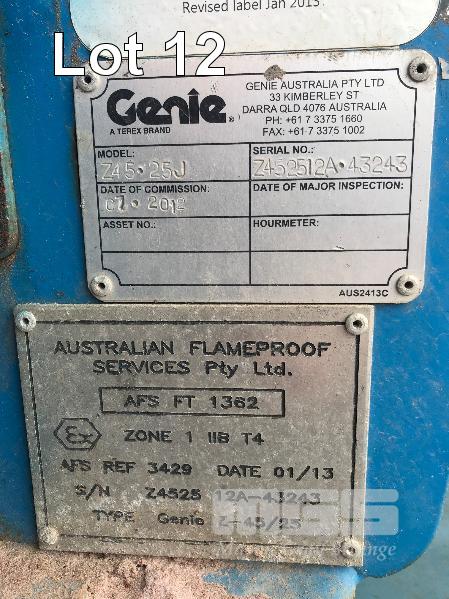 Revised label Jan 2013
Lot 12
Genie
A TEREX BRAND
GENIE AUSTRALIA PTY LTD
33 KIMBERLEY ST
DARRA QLD 4076 AUSTRALIA
PH: +61 7 3375 1660
FAX: +61 7 3375 1002
MODEL:
Z45·25J
SERIAL NO.:
Z452512A·43243
DATE OF COMMISSION:
07·2012
DATE OF MAJOR INSPECTION:
ASSET NO.:
HOURMETER:
AUS2413C
AUSTRALIAN FLAMEPROOF
SERVICES Pty Ltd.
AFS FT 1362
Ex ZONE 1 IIB T4
AFS REF 3429 DATE 01/13
S/N Z4525 12A-43243
TYPE Genie Z-45/25